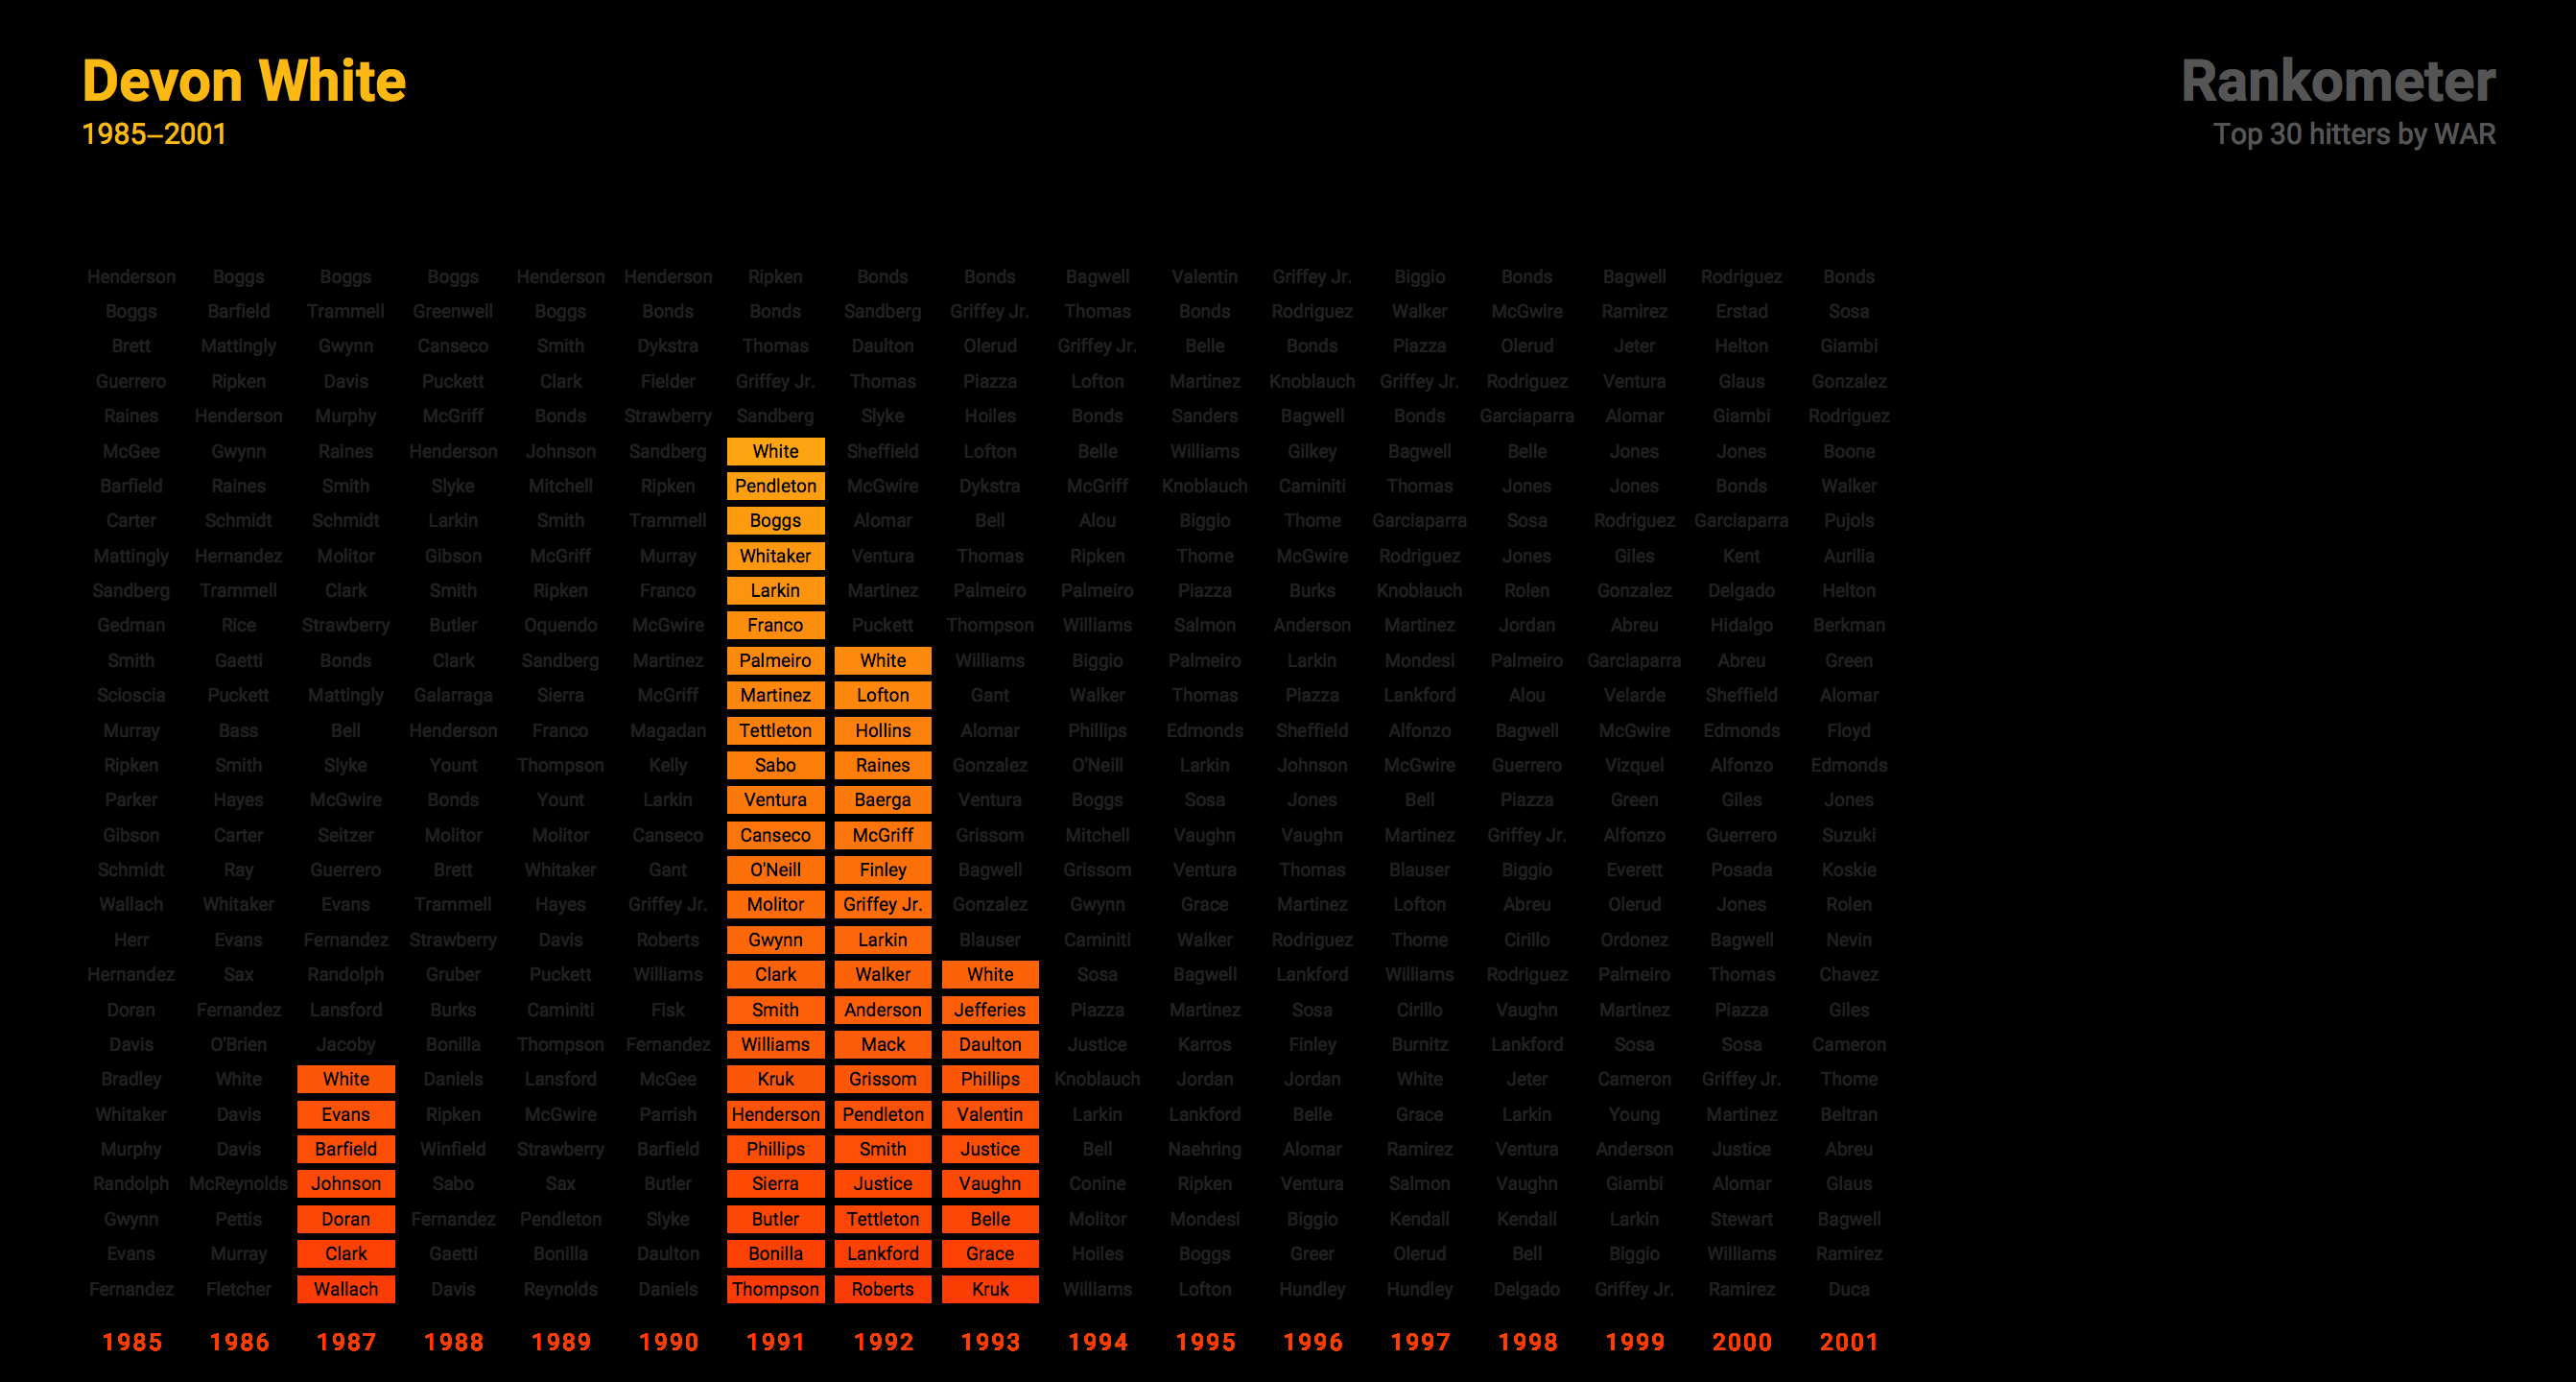 Devon White
Rankometer
1985–2001
Top 30 hitters by WAR
Henderson Boggs Boggs Boggs Henderson Henderson Ripken Bonds Bonds Bagwell Valentin Griffey Jr. Biggio Bonds Bagwell Rodriguez Bonds
Boggs Barfield Trammell Greenwell Boggs Bonds Bonds Sandberg Griffey Jr. Thomas Bonds Rodriguez Walker McGwire Ramirez Erstad Sosa
Brett Mattingly Gwynn Canseco Smith Dykstra Thomas Daulton Olerud Griffey Jr. Belle Bonds Piazza Olerud Jeter Helton Giambi
Guerrero Ripken Davis Puckett Clark Fielder Griffey Jr. Thomas Piazza Lofton Martinez Knoblauch Griffey Jr. Rodriguez Ventura Glaus Gonzalez
Raines Henderson Murphy McGriff Bonds Strawberry Sandberg Slyke Hoiles Bonds Sanders Bagwell Bonds Garciaparra Alomar Giambi Rodriguez
McGee Gwynn Raines Henderson Johnson Sandberg White Sheffield Lofton Belle Williams Gilkey Bagwell Belle Jones Jones Boone
Barfield Raines Smith Slyke Mitchell Ripken Pendleton McGwire Dykstra McGriff Knoblauch Caminiti Thomas Jones Jones Bonds Walker
Carter Schmidt Schmidt Larkin Smith Trammell Boggs Alomar Bell Alou Biggio Thome Garciaparra Sosa Rodriguez Garciaparra Pujols
Mattingly Hernandez Molitor Gibson McGriff Murray Whitaker Ventura Thomas Ripken Thome McGwire Rodriguez Jones Giles Kent Aurilia
Sandberg Trammell Clark Smith Ripken Franco Larkin Martinez Palmeiro Palmeiro Piazza Burks Knoblauch Rolen Gonzalez Delgado Helton
Gedman Rice Strawberry Butler Oquendo McGwire Franco Puckett Thompson Williams Salmon Anderson Martinez Jordan Abreu Hidalgo Berkman
Smith Gaetti Bonds Clark Sandberg Martinez Palmeiro White Williams Biggio Palmeiro Larkin Mondesi Palmeiro Garciaparra Abreu Green
Scioscia Puckett Mattingly Galarraga Sierra McGriff Martinez Lofton Gant Walker Thomas Piazza Lankford Alou Velarde Sheffield Alomar
Murray Bass Bell Henderson Franco Magadan Tettleton Hollins Alomar Phillips Edmonds Sheffield Alfonzo Bagwell McGwire Edmonds Floyd
Ripken Smith Slyke Yount Thompson Kelly Sabo Raines Gonzalez O'Neill Larkin Johnson McGwire Guerrero Vizquel Alfonzo Edmonds
Parker Hayes McGwire Bonds Yount Larkin Ventura Baerga Ventura Boggs Sosa Jones Bell Piazza Green Giles Jones
Gibson Carter Seitzer Molitor Molitor Canseco Canseco McGriff Grissom Mitchell Vaughn Vaughn Martinez Griffey Jr. Alfonzo Guerrero Suzuki
Schmidt Ray Guerrero Brett Whitaker Gant O'Neill Finley Bagwell Grissom Ventura Thomas Blauser Biggio Everett Posada Koskie
Wallach Whitaker Evans Trammell Hayes Griffey Jr. Molitor Griffey Jr. Gonzalez Gwynn Grace Martinez Lofton Abreu Olerud Jones Rolen
Herr Evans Fernandez Strawberry Davis Roberts Gwynn Larkin Blauser Caminiti Walker Rodriguez Thome Cirillo Ordonez Bagwell Nevin
Hernandez Sax Randolph Gruber Puckett Williams Clark Walker White Sosa Bagwell Lankford Williams Rodriguez Palmeiro Thomas Chavez
Doran Fernandez Lansford Burks Caminiti Fisk Smith Anderson Jefferies Piazza Martinez Sosa Cirillo Vaughn Martinez Piazza Giles
Davis O'Brien Jacoby Bonilla Thompson Fernandez Williams Mack Daulton Justice Karros Finley Burnitz Lankford Sosa Sosa Cameron
Bradley White White Daniels Lansford McGee Kruk Grissom Phillips Knoblauch Jordan Jordan White Jeter Cameron Griffey Jr. Thome
Whitaker Davis Evans Ripken McGwire Parrish Henderson Pendleton Valentin Larkin Lankford Belle Grace Larkin Young Martinez Beltran
Murphy Davis Barfield Winfield Strawberry Barfield Phillips Smith Justice Bell Naehring Alomar Ramirez Ventura Anderson Justice Abreu
Randolph McReynolds Johnson Sabo Sax Butler Sierra Justice Vaughn Conine Ripken Ventura Salmon Vaughn Giambi Alomar Glaus
Gwynn Pettis Doran Fernandez Pendleton Slyke Butler Tettleton Belle Molitor Mondesi Biggio Kendall Kendall Larkin Stewart Bagwell
Evans Murray Clark Gaetti Bonilla Daulton Bonilla Lankford Grace Hoiles Boggs Greer Olerud Bell Biggio Williams Ramirez
Fernandez Fletcher Wallach Davis Reynolds Daniels Thompson Roberts Kruk Williams Lofton Hundley Hundley Delgado Griffey Jr. Ramirez Duca
1985 1986 1987 1988 1989 1990 1991 1992 1993 1994 1995 1996 1997 1998 1999 2000 2001